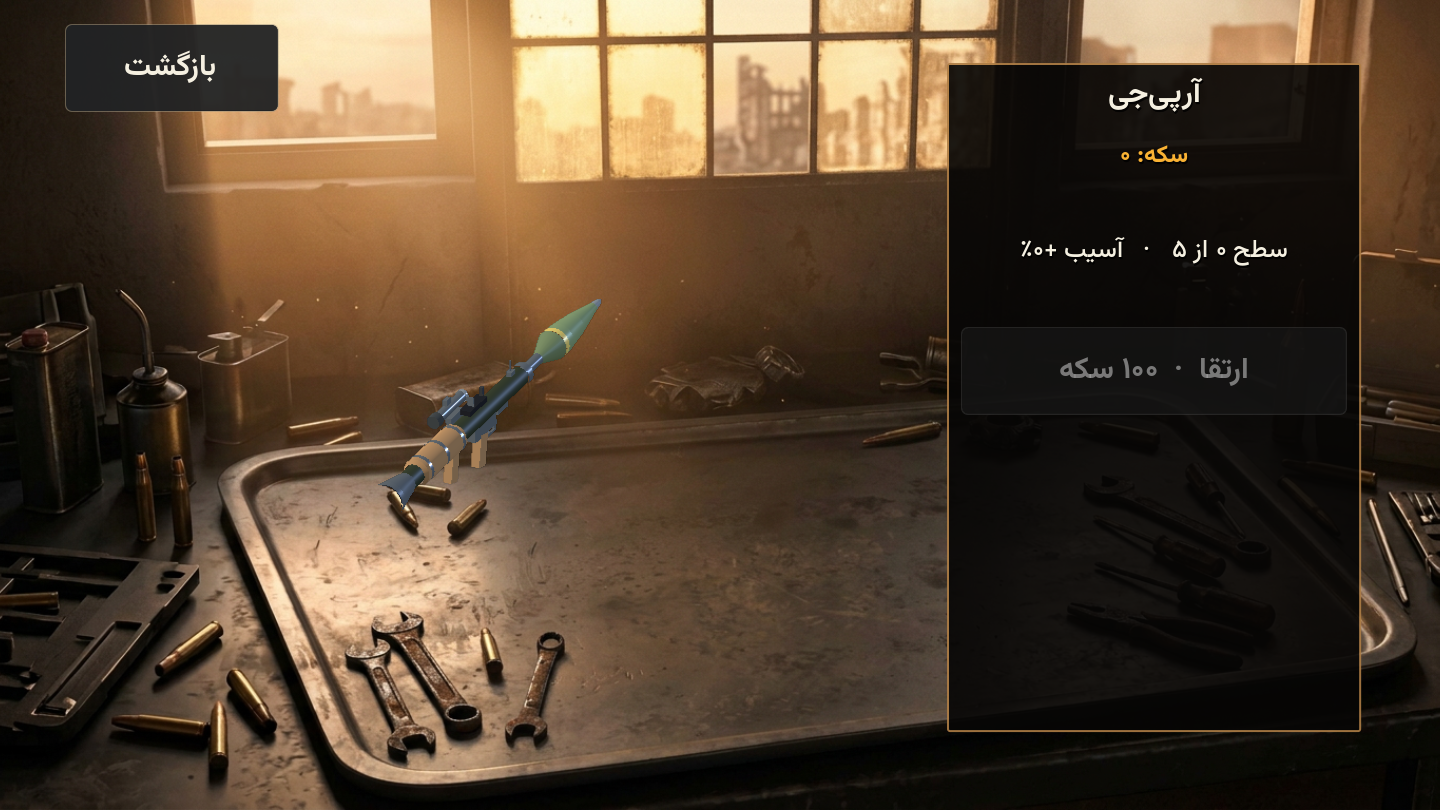 بازگشت
آرپی‌جی
سکه: ۰
سطح ۰ از ۵ · آسیب +۰٪
ارتقا · ۱۰۰ سکه